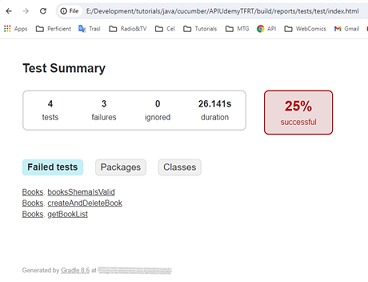 File E:/Development/tutorials/java/cucumber/APIUdemyTFRT/build/reports/tests/test/index.html
Apps Perficient Trail Radio&TV Cel Tutorials MTG API WebComics Gmail
Test Summary
4 3 0 26.141s
tests failures ignored duration
25%
successful
Failed tests Packages Classes
Books. booksShemaIsValid
Books. createAndDeleteBook
Books. getBookList
Generated by Gradle 8.6 at